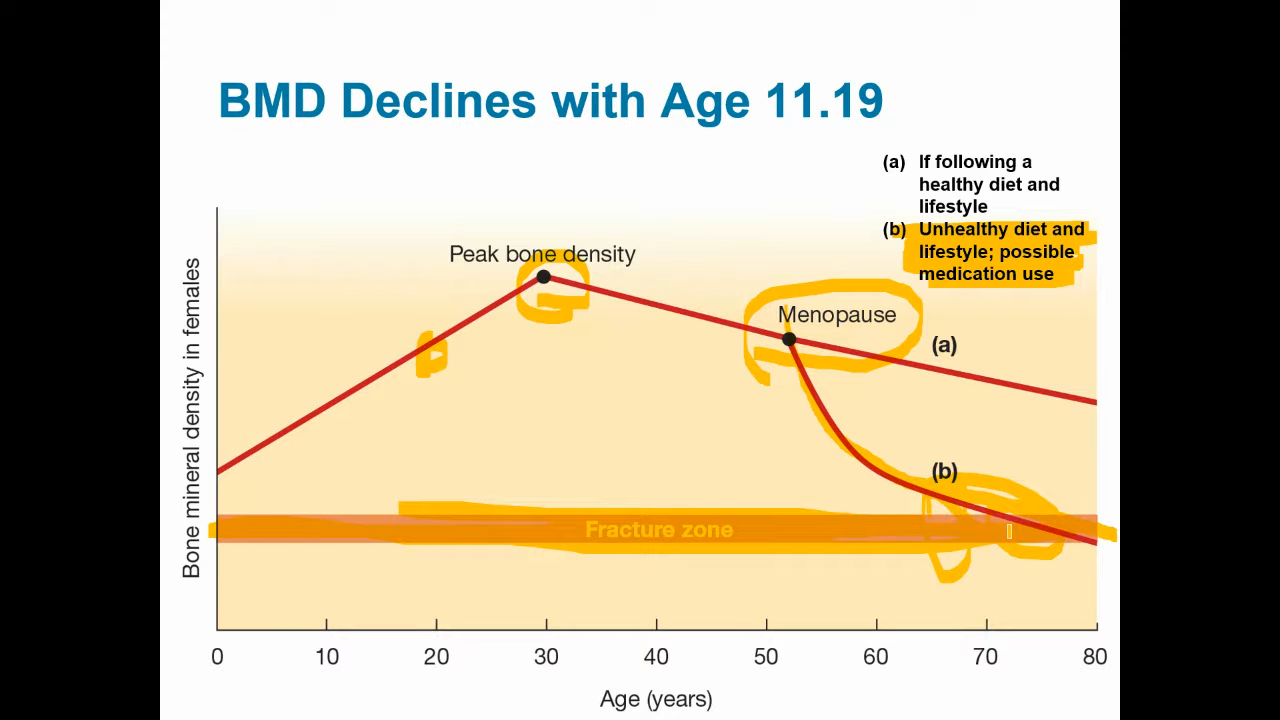 BMD Declines with Age 11.19
(a) If following a
healthy diet and
lifestyle
(b) Unhealthy diet and
lifestyle; possible
medication use
Peak bone density
Menopause
(a)
(b)
Fracture zone
Bone mineral density in females
0 10 20 30 40 50 60 70 80
Age (years)